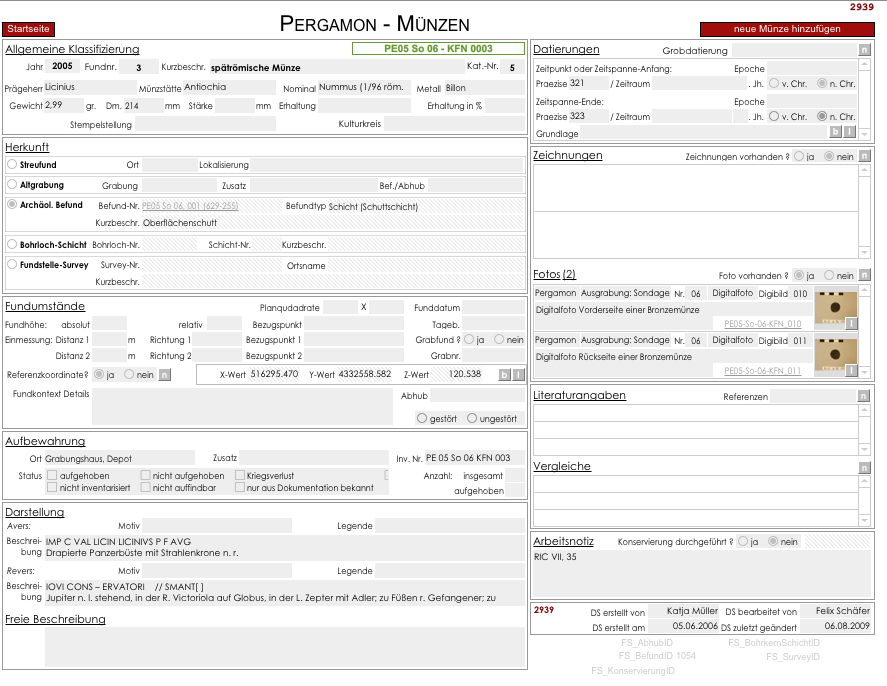 2939
Startseite
PERGAMON - MÜNZEN
neue Münze hinzufügen
Allgemeine Klassifizierung
PE05 So 06 - KFN 0003
Jahr 2005 Fundnr. 3 Kurzbeschr. spätrömische Münze Kat.-Nr. 5
Prägeherr Licinius Münzstätte Antiochia Nominal Nummus (1/96 röm. Metall Billon
Gewicht 2,99 gr. Dm. 214 mm Stärke mm Erhaltung Erhaltung in %
Stempelstellung Kulturkreis
Herkunft
Streufund Ort Lokalisierung
Altgrabung Grabung Zusatz Bef./Abhub
Archäol. Befund Befund-Nr. PE05 So 06, 001 (629-255) Befundtyp Schicht (Schuttschicht)
Kurzbeschr. Oberflächenschutt
Bohrloch-Schicht Bohrloch-Nr. Schicht-Nr. Kurzbeschr.
Fundstelle-Survey Survey-Nr. Ortsname
Kurzbeschr.
Fundumstände Planqudadrate X Funddatum
Fundhöhe: absolut relativ Bezugspunkt Tageb.
Einmessung: Distanz 1 m Richtung 1 Bezugspunkt 1 Grabfund ? ja nein
Distanz 2 m Richtung 2 Bezugspunkt 2 Grabnr.
Referenzkoordinate? ja nein n X-Wert 516295.470 Y-Wert 4332558.582 Z-Wert 120.538 b l
Fundkontext Details Abhub
gestört ungestört
Aufbewahrung
Ort Grabungshaus, Depot Zusatz Inv. Nr. PE 05 So 06 KFN 003
Status aufgehoben nicht aufgehoben Kriegsverlust Anzahl: insgesamt
nicht inventarisiert nicht auffindbar nur aus Dokumentation bekannt aufgehoben
Darstellung
Avers: Motiv Legende
Beschrei-bung IMP C VAL LICIN LICINIVS P F AVG
Drapierte Panzerbüste mit Strahlenkrone n. r.
Revers: Motiv Legende
Beschrei-bung IOVI CONS – ERVATORI // SMANT[ ]
Jupiter n. l. stehend, in der R. Victoriola auf Globus, in der L. Zepter mit Adler; zu Füßen r. Gefangener; zu
Freie Beschreibung
Datierungen Grobdatierung n
Zeitpunkt oder Zeitspanne-Anfang: Epoche
Praezise 321 / Zeitraum . Jh. v. Chr. n. Chr.
Zeitspanne-Ende: Epoche
Praezise 323 / Zeitraum . Jh. v. Chr. n. Chr.
Grundlage b l
Zeichnungen Zeichnungen vorhanden ? ja nein n
Fotos (2) Foto vorhanden ? ja nein n
Pergamon Ausgrabung: Sondage Nr. 06 Digitalfoto Digibild 010
Digitalfoto Vorderseite einer Bronzemünze
PE05-So-06-KFN_010 l
Pergamon Ausgrabung: Sondage Nr. 06 Digitalfoto Digibild 011
Digitalfoto Rückseite einer Bronzemünze
PE05-So-06-KFN_011 l
Literaturangaben Referenzen n
Vergleiche n
Arbeitsnotiz Konservierung durchgeführt ? ja nein
RIC VII, 35
2939 DS erstellt von Katja Müller DS bearbeitet von Felix Schäfer
DS erstellt am 05.06.2006 DS zuletzt geändert 06.08.2009
FS_AbhubID FS_BohrkernSchichtID
FS_BefundID 1054 FS_SurveyID
FS_KonservierungID